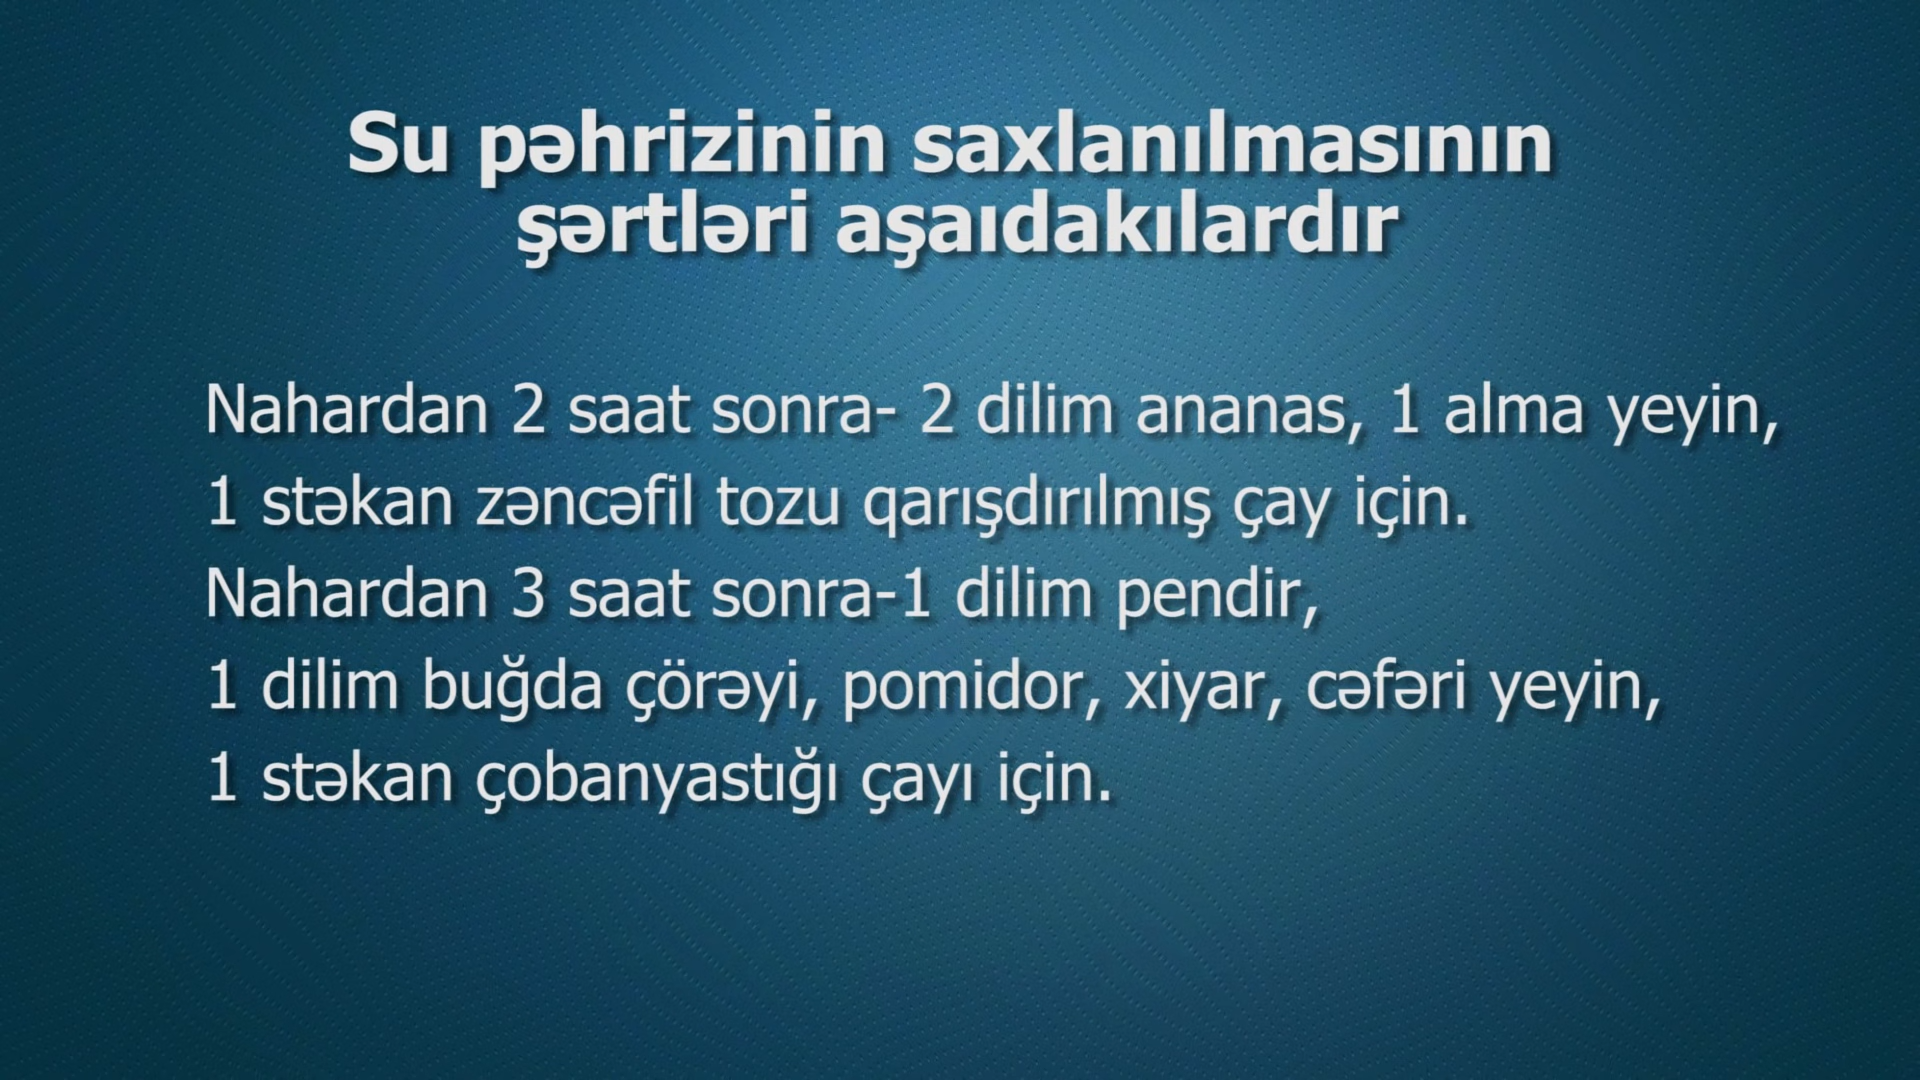 Su pəhrizinin saxlanılmasının
şərtləri aşaıdakılardır
Nahardan 2 saat sonra- 2 dilim ananas, 1 alma yeyin,
1 stəkan zəncəfil tozu qarışdırılmış çay için.
Nahardan 3 saat sonra-1 dilim pendir,
1 dilim buğda çörəyi, pomidor, xiyar, cəfəri yeyin,
1 stəkan çobanyastığı çayı için.